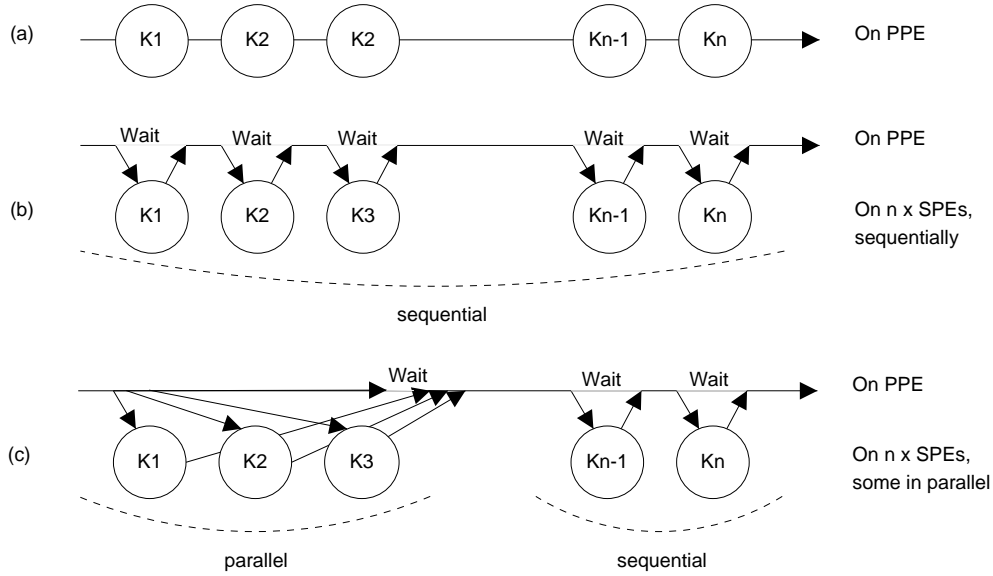 (a) K1 K2 K2 Kn-1 Kn On PPE
Wait Wait Wait Wait Wait On PPE
(b) K1 K2 K3 Kn-1 Kn On n x SPEs,
sequentially
sequential
Wait Wait Wait On PPE
(c) K1 K2 K3 Kn-1 Kn On n x SPEs,
some in parallel
parallel sequential